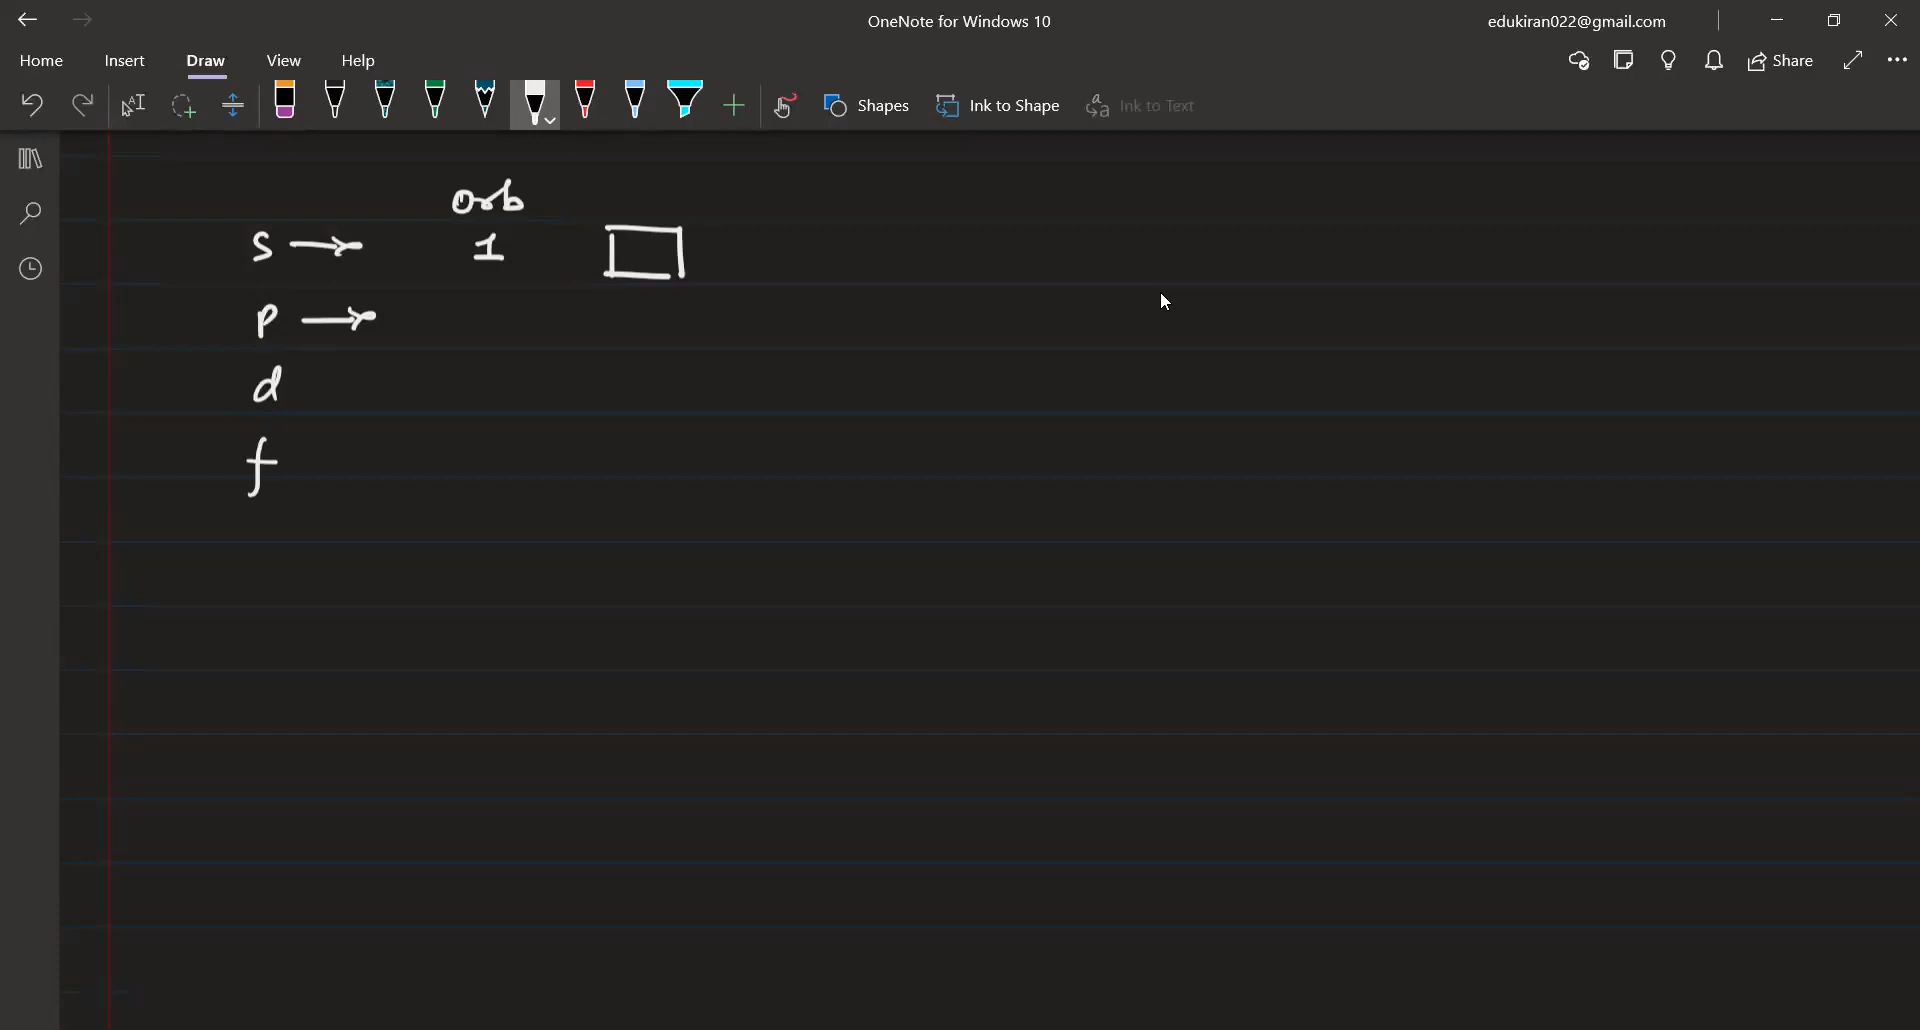 OneNote for Windows 10
edukiran022@gmail.com
Home Insert Draw View Help
Share
Shapes Ink to Shape Ink to Text
orb
s → 1
p →
d
f